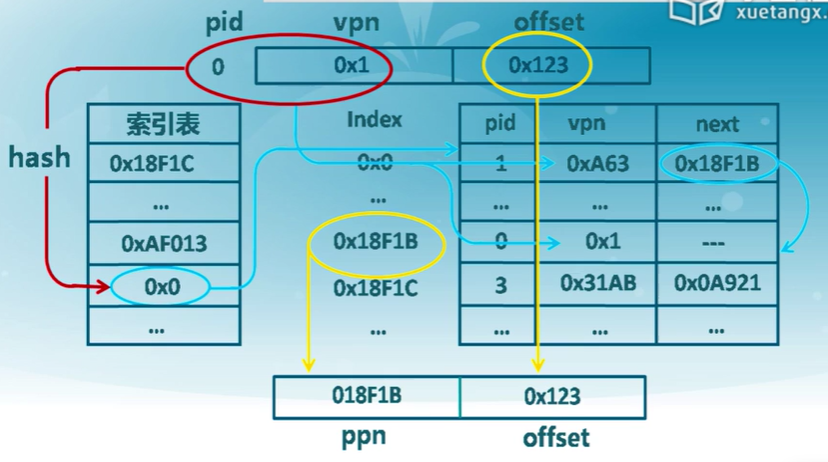 xuetangx.
pid vpn offset
0 0x1 0x123
hash
索引表 Index pid vpn next
0x18F1C 0x0 1 0xA63 0x18F1B
... ... ... ... ...
0xAF013 0x18F1B 0 0x1 ---
0x0 0x18F1C 3 0x31AB 0x0A921
... ... ... ... ...
018F1B 0x123
ppn offset